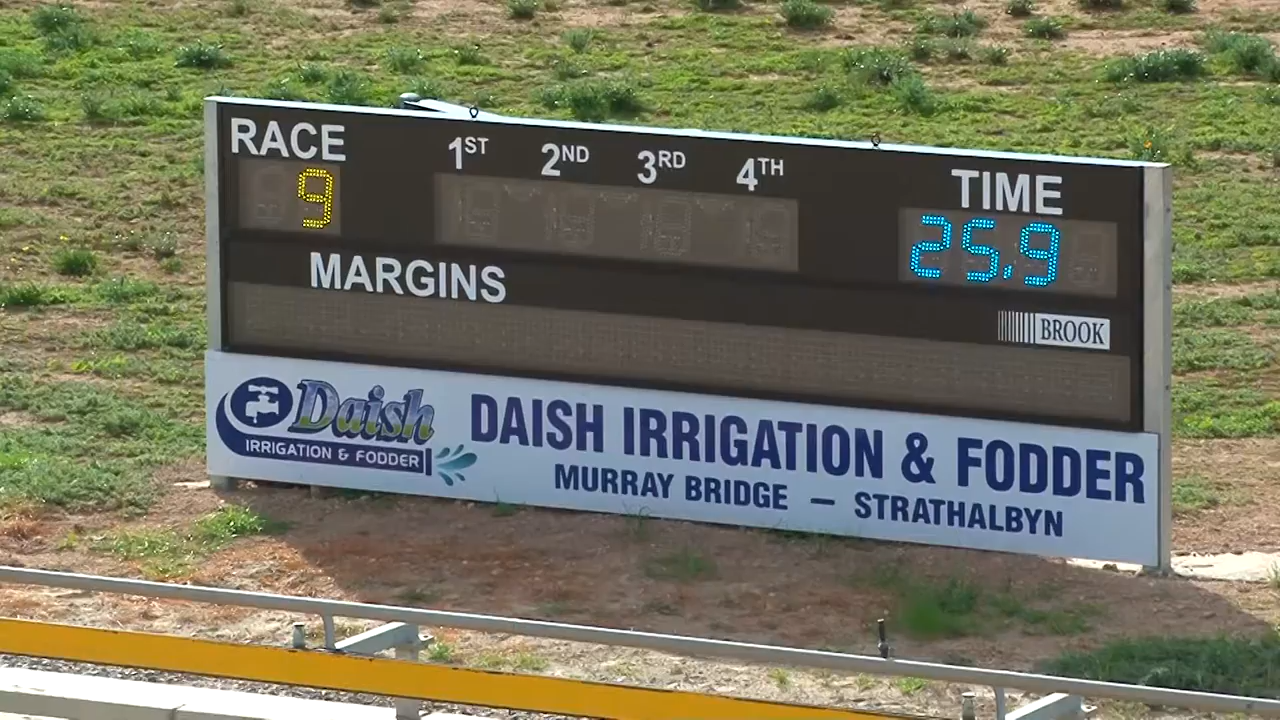 RACE 1ST 2ND 3RD 4TH TIME
9 25.9
MARGINS
BROOK
Daish
IRRIGATION & FODDER
DAISH IRRIGATION & FODDER
MURRAY BRIDGE – STRATHALBYN